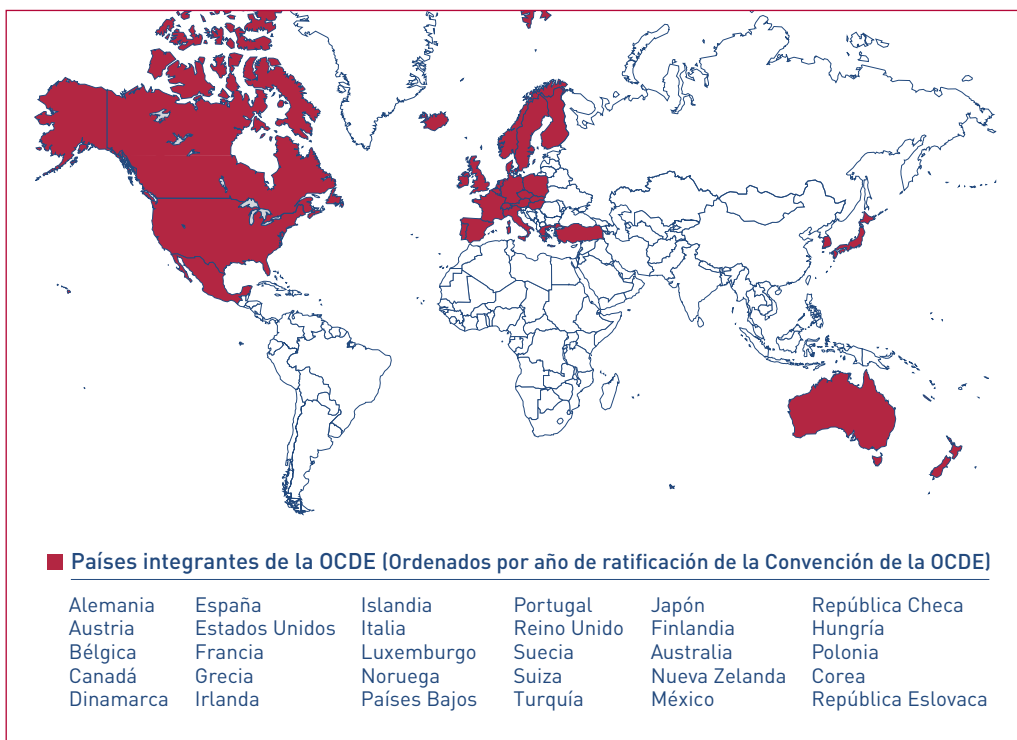 Países integrantes de la OCDE (Ordenados por año de ratificación de la Convención de la OCDE)
Alemania
Austria
Bélgica
Canadá
Dinamarca
España
Estados Unidos
Francia
Grecia
Irlanda
Islandia
Italia
Luxemburgo
Noruega
Países Bajos
Portugal
Reino Unido
Suecia
Suiza
Turquía
Japón
Finlandia
Australia
Nueva Zelanda
México
República Checa
Hungría
Polonia
Corea
República Eslovaca